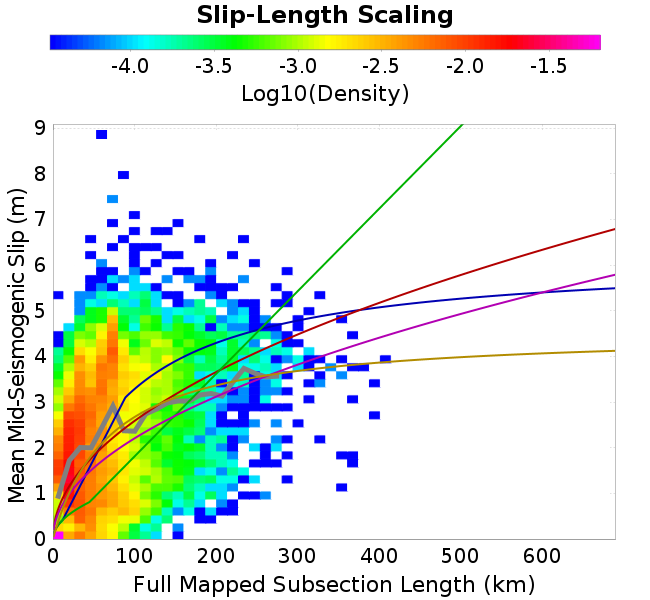 Slip-Length Scaling
-4.0 -3.5 -3.0 -2.5 -2.0 -1.5
Log10(Density)
Mean Mid-Seismogenic Slip (m)
9
8
7
6
5
4
3
2
1
0
0 100 200 300 400 500 600
Full Mapped Subsection Length (km)